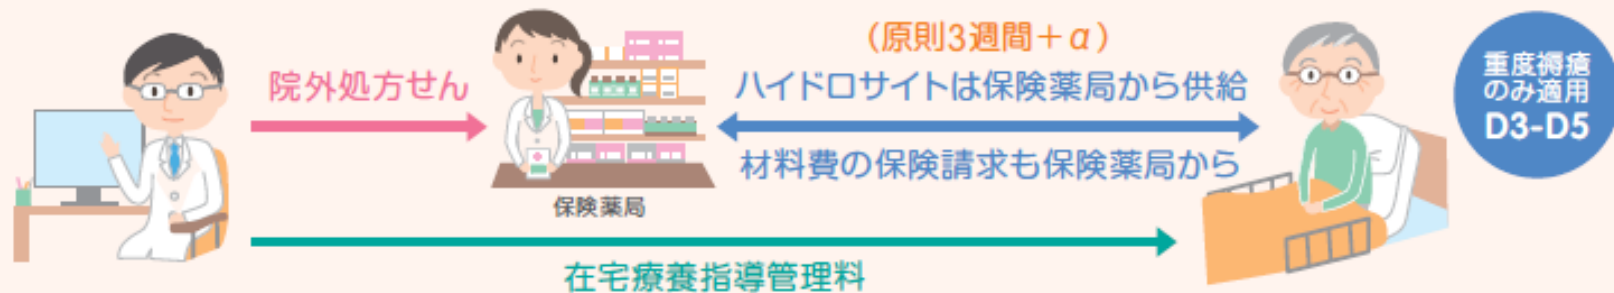 院外処方せん
保険薬局
(原則3週間+α)
ハイドロサイトは保険薬局から供給
材料費の保険請求も保険薬局から
在宅療養指導管理料
重度褥瘡
のみ適用
D3-D5